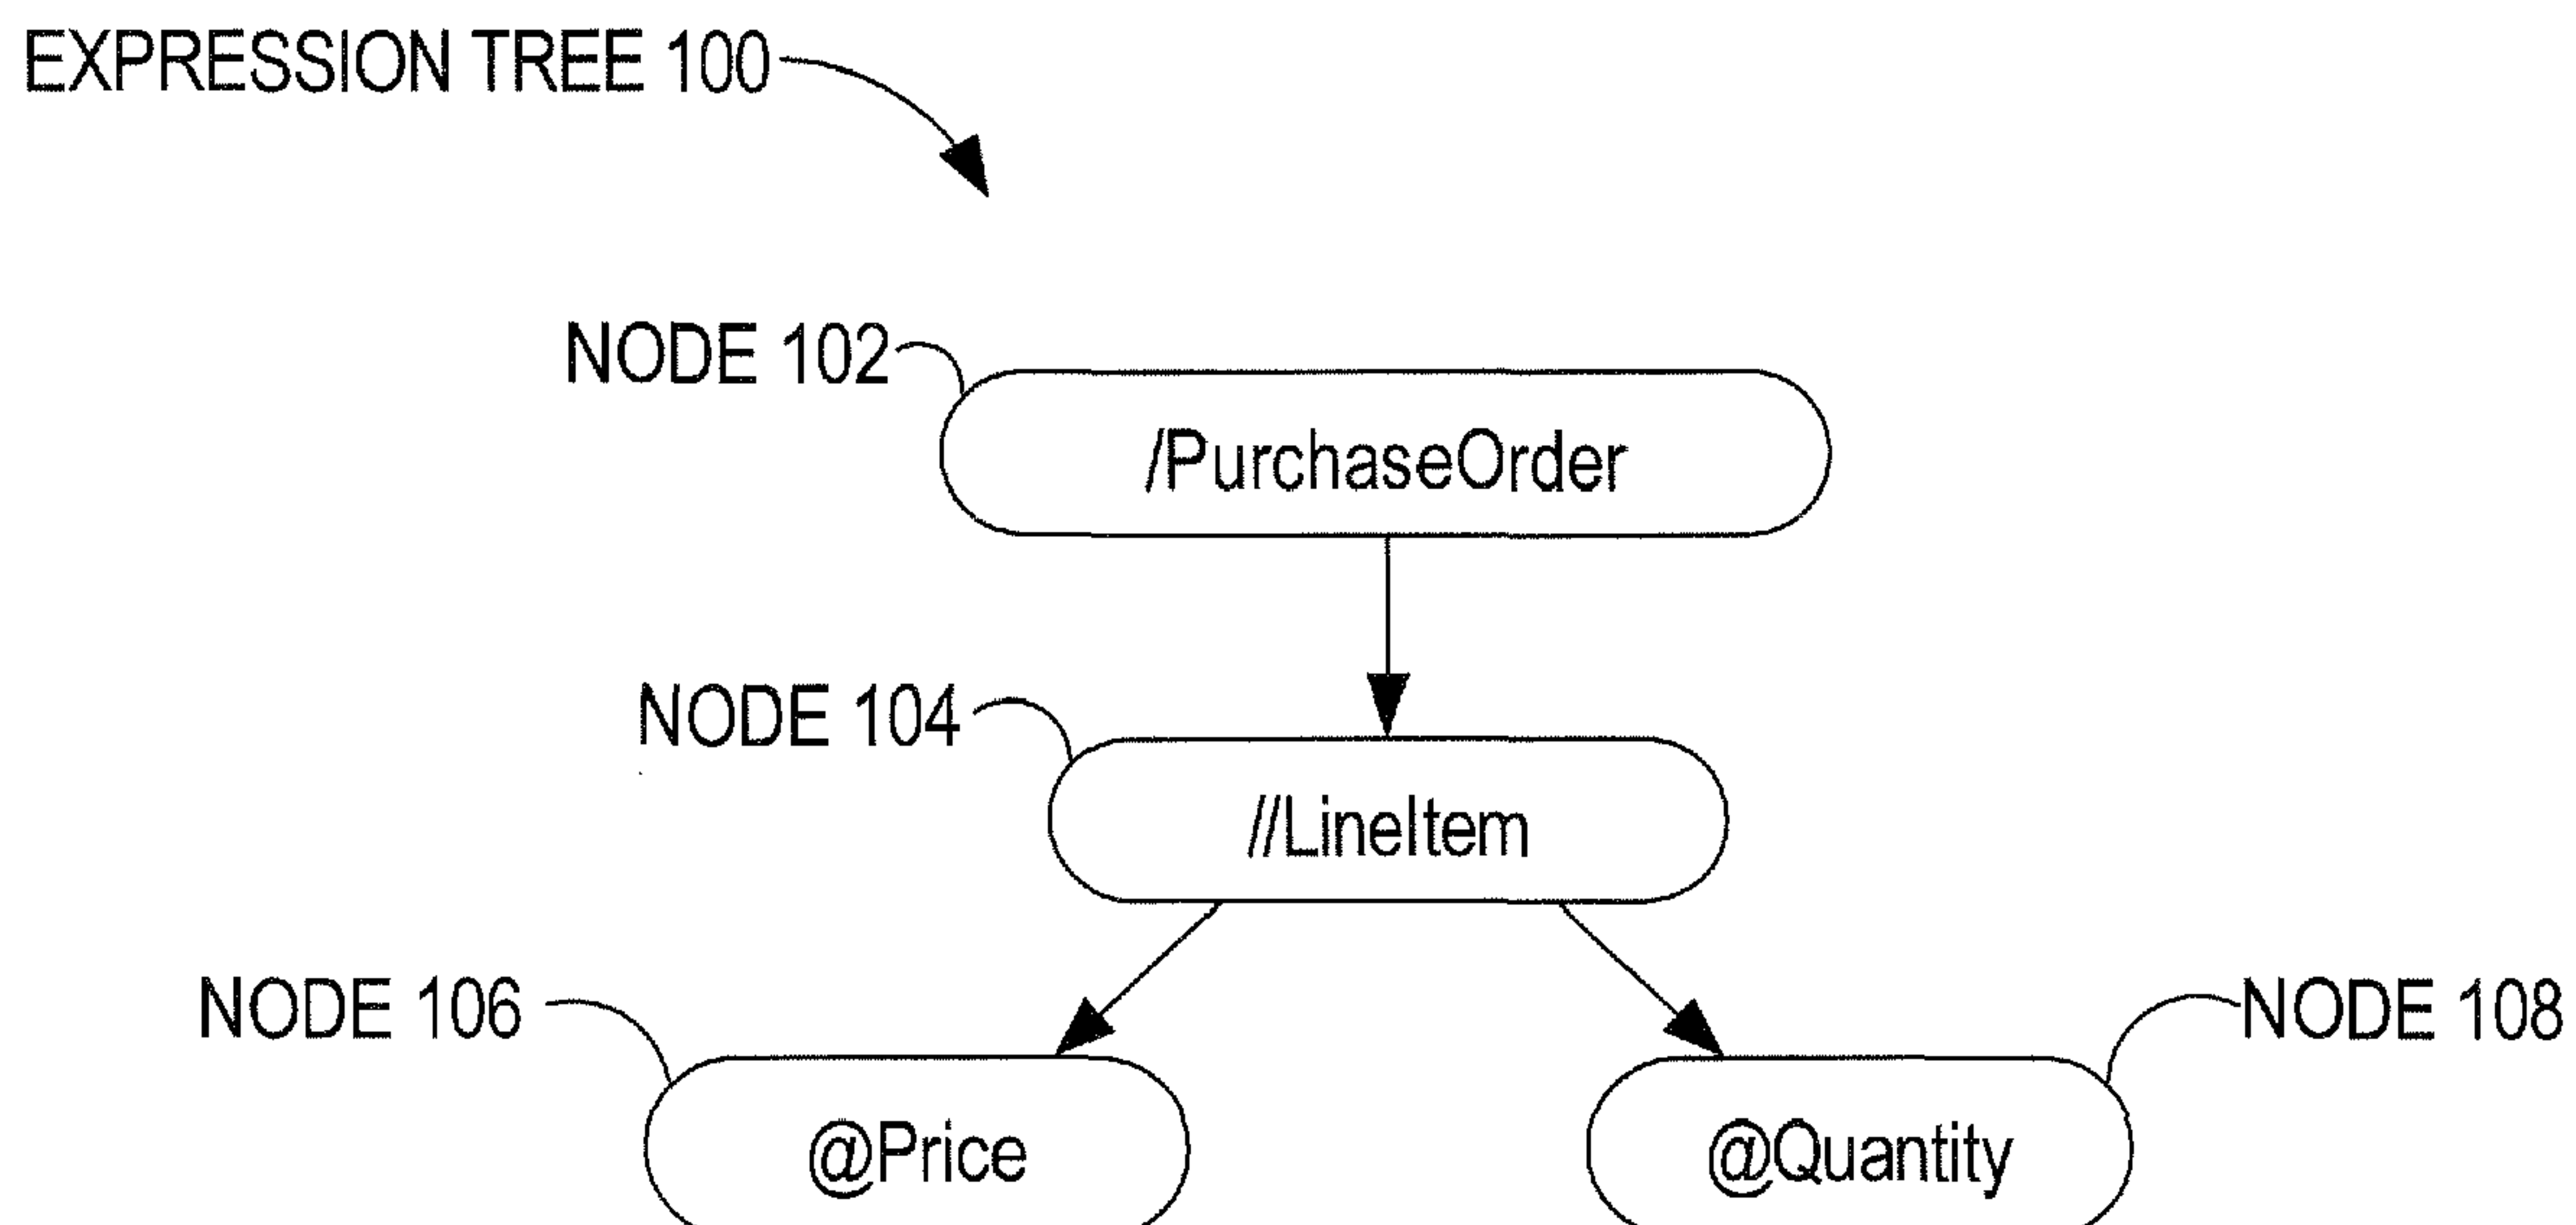 EXPRESSION TREE 100
NODE 102
/PurchaseOrder
NODE 104
//LineItem
NODE 106
NODE 108
@Price
@Quantity